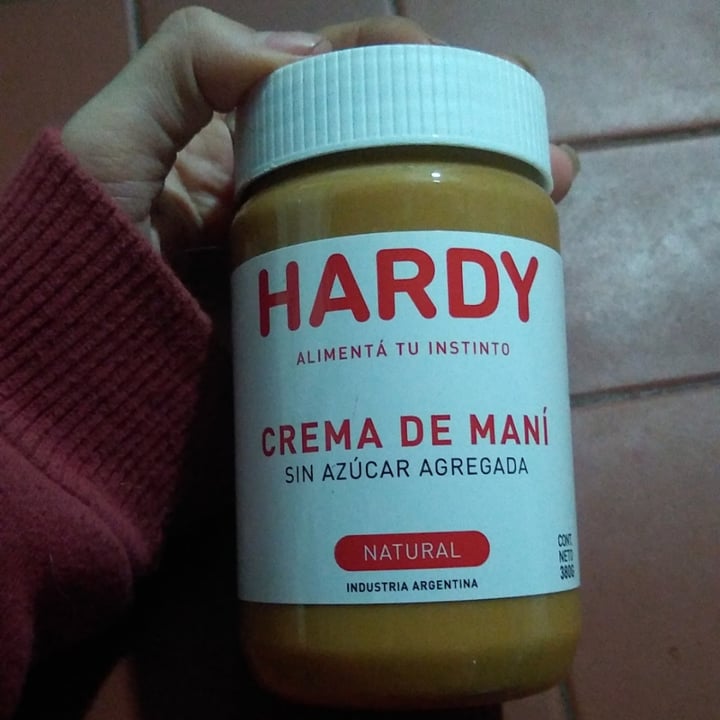 HARDY
ALIMENTÁ TU INSTINTO
CREMA DE MANÍ
SIN AZÚCAR AGREGADA
NATURAL
INDUSTRIA ARGENTINA
CONT.
NETO
380G